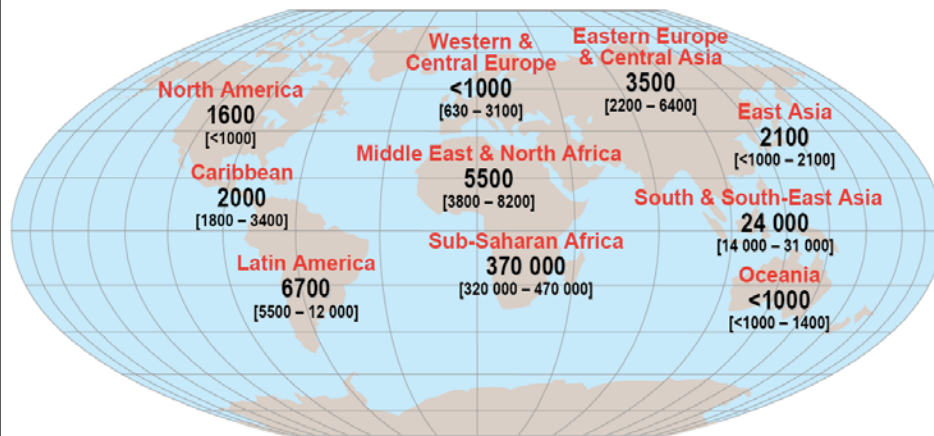 Western &
Central Europe
<1000
[630 – 3100]
Eastern Europe
& Central Asia
3500
[2200 – 6400]
North America
1600
[<1000]
East Asia
2100
[<1000 – 2100]
Middle East & North Africa
5500
[3800 – 8200]
Caribbean
2000
[1800 – 3400]
South & South-East Asia
24 000
[14 000 – 31 000]
Sub-Saharan Africa
370 000
[320 000 – 470 000]
Latin America
6700
[5500 – 12 000]
Oceania
<1000
[<1000 – 1400]